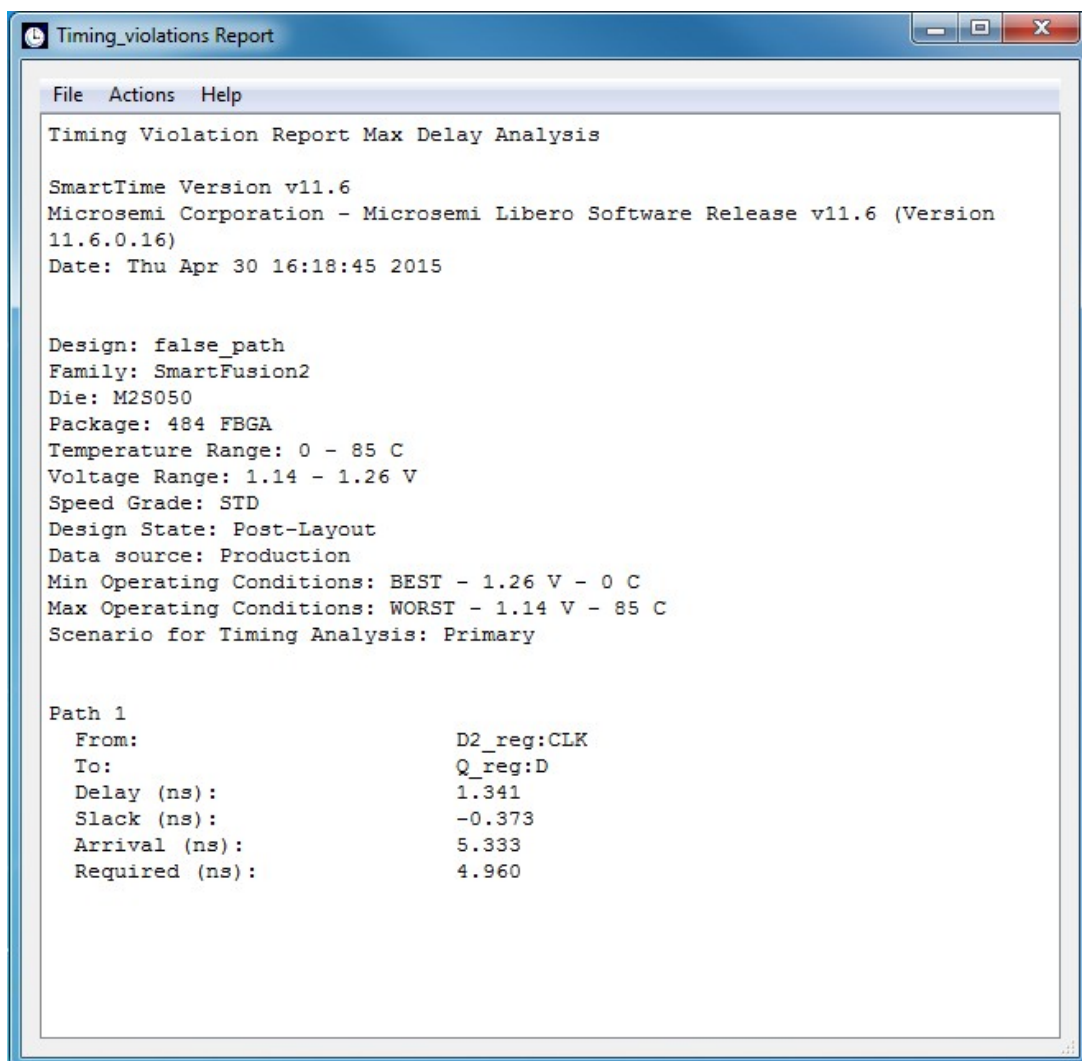 Timing_violations Report
File Actions Help
Timing Violation Report Max Delay Analysis
SmartTime Version v11.6
Microsemi Corporation - Microsemi Libero Software Release v11.6 (Version
11.6.0.16)
Date: Thu Apr 30 16:18:45 2015
Design: false_path
Family: SmartFusion2
Die: M2S050
Package: 484 FBGA
Temperature Range: 0 - 85 C
Voltage Range: 1.14 - 1.26 V
Speed Grade: STD
Design State: Post-Layout
Data source: Production
Min Operating Conditions: BEST - 1.26 V - 0 C
Max Operating Conditions: WORST - 1.14 V - 85 C
Scenario for Timing Analysis: Primary
Path 1
From: D2_reg:CLK
To: Q_reg:D
Delay (ns): 1.341
Slack (ns): -0.373
Arrival (ns): 5.333
Required (ns): 4.960